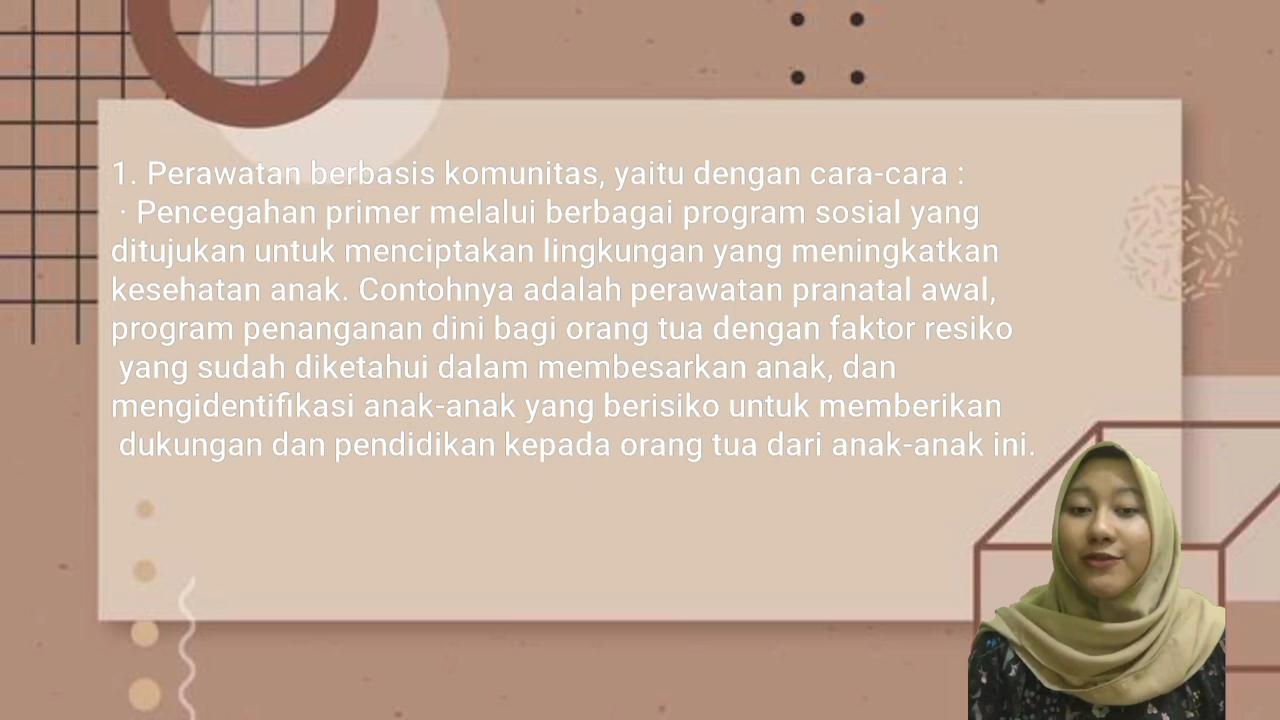 1. Perawatan berbasis komunitas, yaitu dengan cara-cara :
· Pencegahan primer melalui berbagai program sosial yang
ditujukan untuk menciptakan lingkungan yang meningkatkan
kesehatan anak. Contohnya adalah perawatan pranatal awal,
program penanganan dini bagi orang tua dengan faktor resiko
yang sudah diketahui dalam membesarkan anak, dan
mengidentifikasi anak-anak yang berisiko untuk memberikan
dukungan dan pendidikan kepada orang tua dari anak-anak ini.